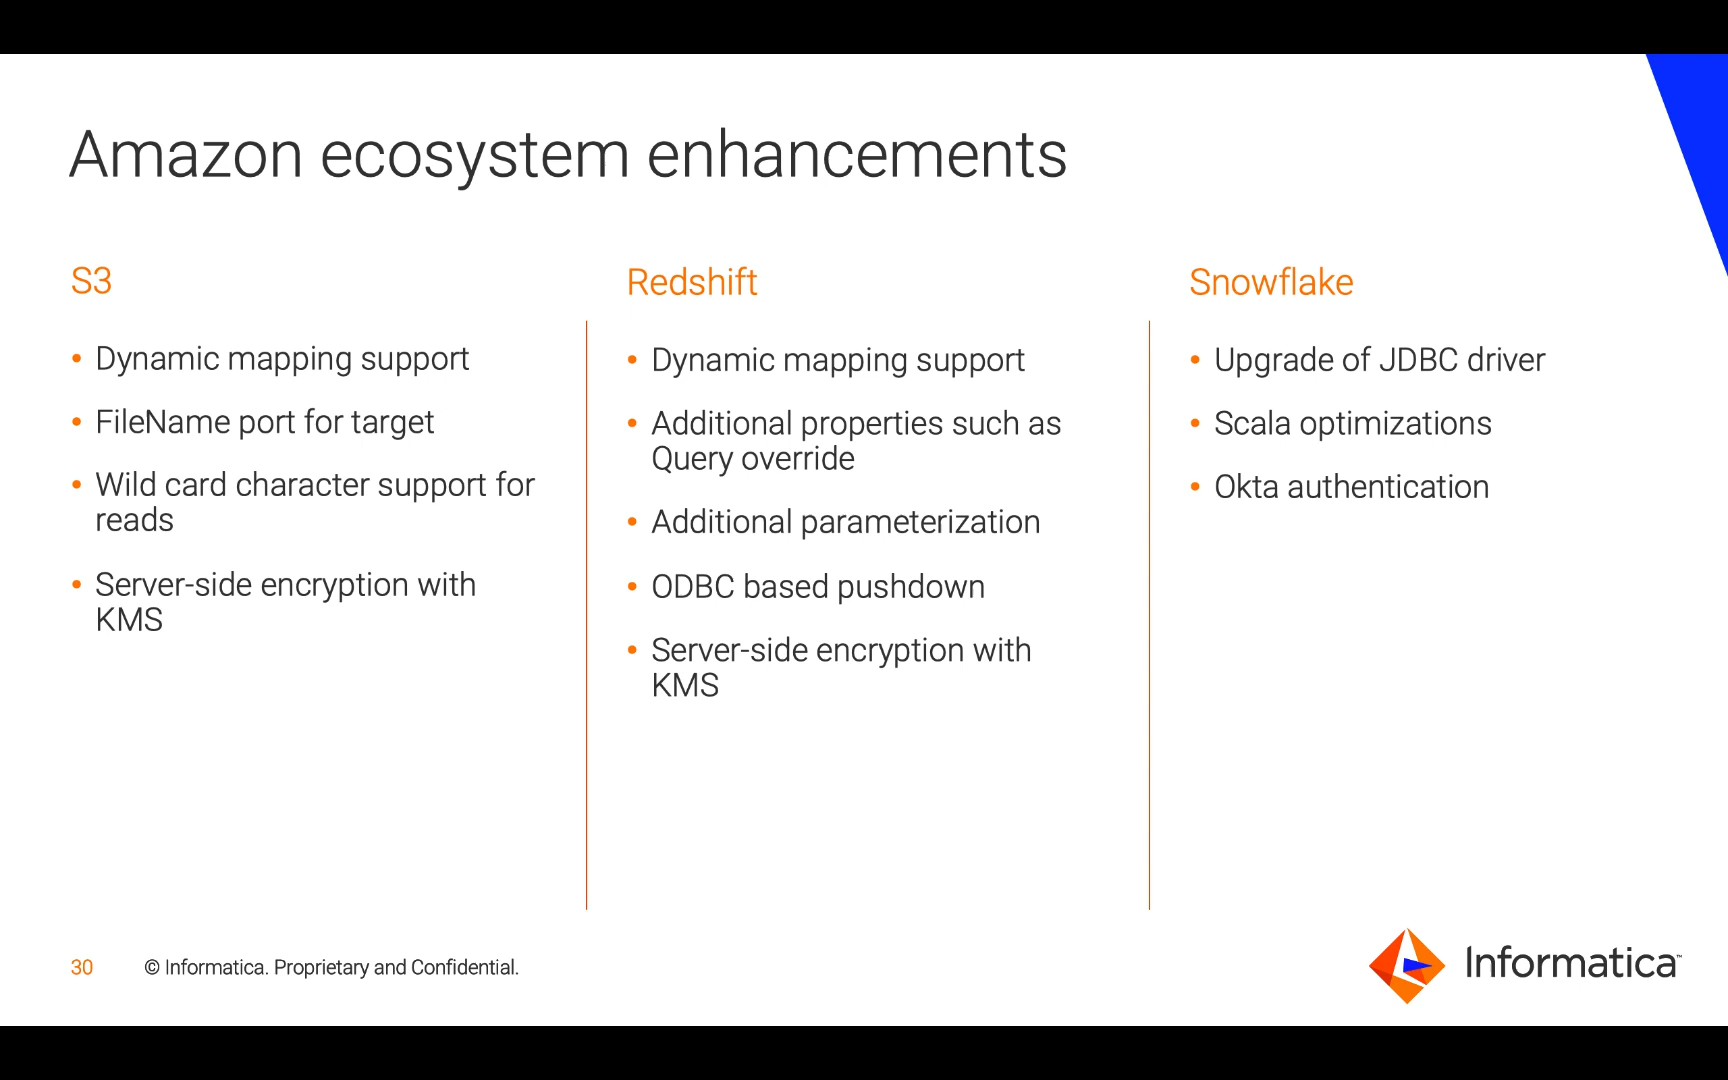 Amazon ecosystem enhancements
S3
• Dynamic mapping support
• FileName port for target
• Wild card character support for
reads
• Server-side encryption with
KMS
Redshift
• Dynamic mapping support
• Additional properties such as
Query override
• Additional parameterization
• ODBC based pushdown
• Server-side encryption with
KMS
Snowflake
• Upgrade of JDBC driver
• Scala optimizations
• Okta authentication
30 © Informatica. Proprietary and Confidential.
Informatica™